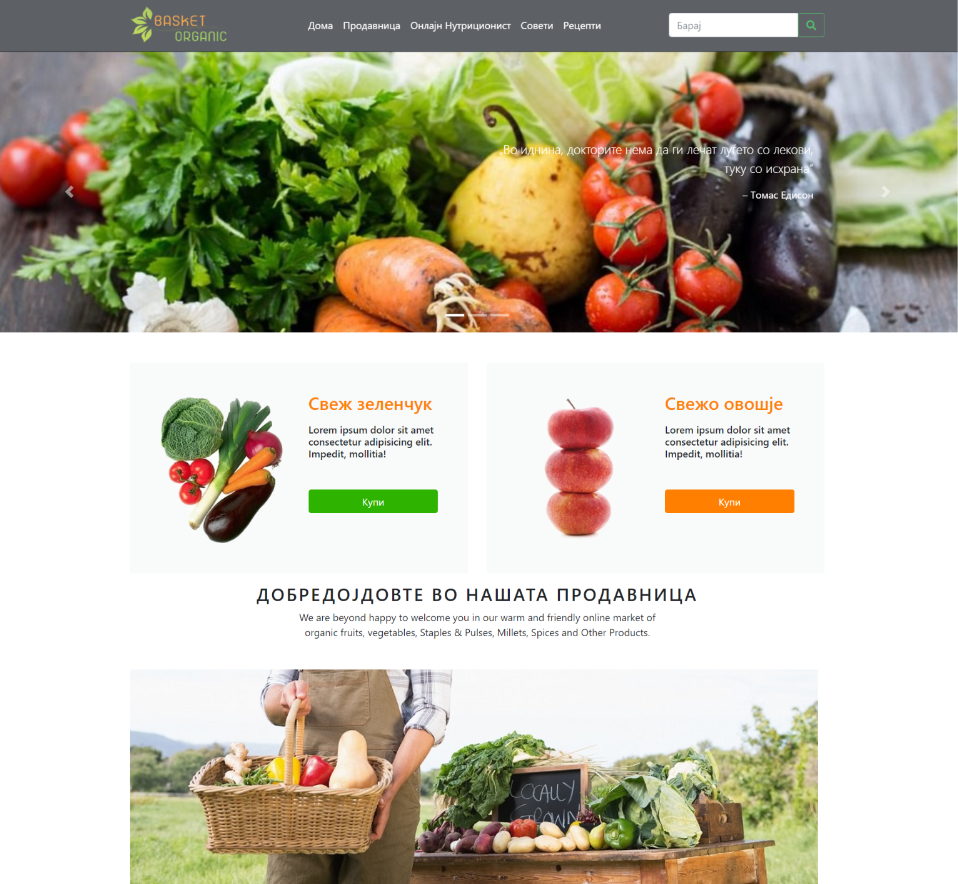 BASKET
ORGANIC
Дома Продавница Онлајн Нутриционист Совети Рецепти
Барај
„Во иднина, докторите нема да ги лечат луѓето со лекови,
туку со исхрана“
– Томас Едисон
Свеж зеленчук
Lorem ipsum dolor sit amet
consectetur adipisicing elit.
Impedit, mollitia!
Купи
Свежо овошје
Lorem ipsum dolor sit amet
consectetur adipisicing elit.
Impedit, mollitia!
Купи
ДОБРЕДОЈДОВТЕ ВО НАШАТА ПРОДАВНИЦА
We are beyond happy to welcome you in our warm and friendly online market of
organic fruits, vegetables, Staples & Pulses, Millets, Spices and Other Products.
LOCALLY
GROWN